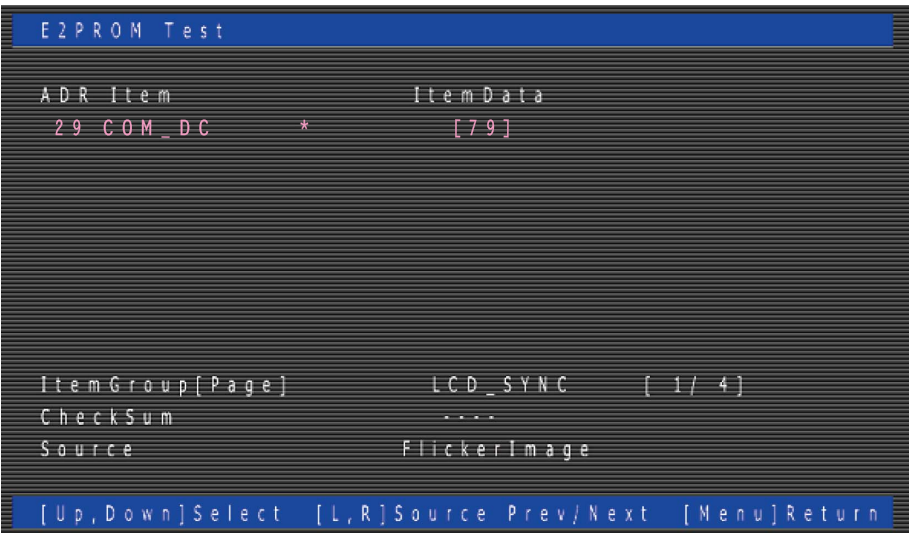 E2PROM Test
ADR Item ItemData
29 COM_DC * [79]
ItemGroup[Page] LCD_SYNC [ 1/ 4]
CheckSum ----
Source FlickerImage
[Up,Down]Select [L,R]Source Prev/Next [Menu]Return